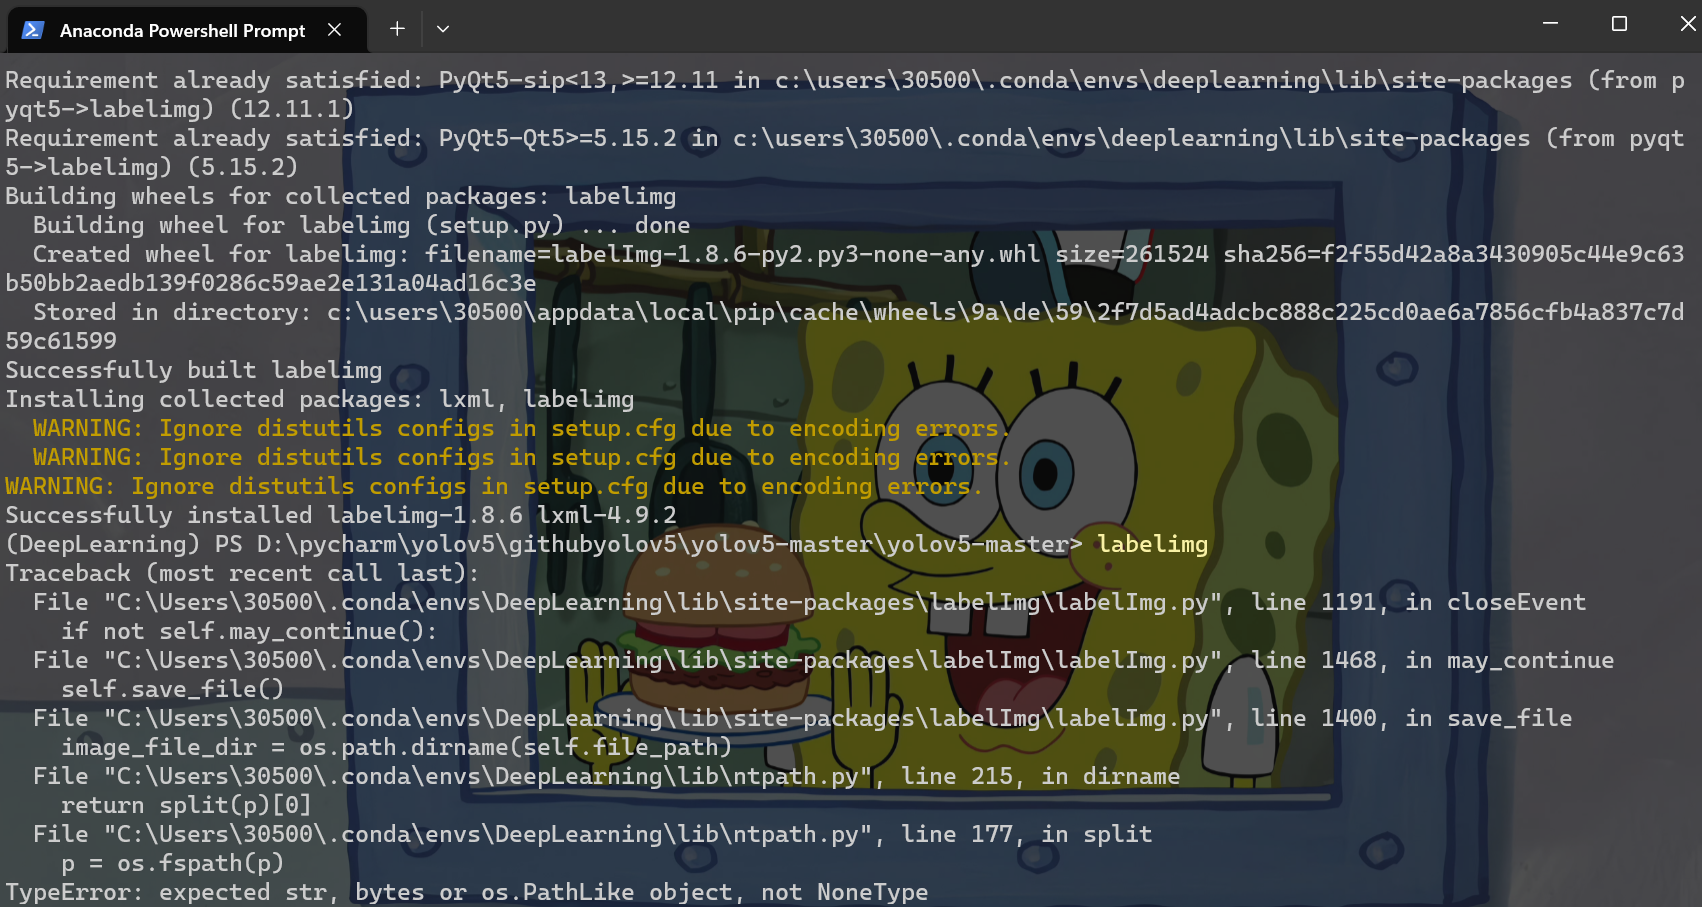 Anaconda Powershell Prompt
Requirement already satisfied: PyQt5-sip<13,>=12.11 in c:\users\30500\.conda\envs\deeplearning\lib\site-packages (from p
yqt5->labelimg) (12.11.1)
Requirement already satisfied: PyQt5-Qt5>=5.15.2 in c:\users\30500\.conda\envs\deeplearning\lib\site-packages (from pyqt
5->labelimg) (5.15.2)
Building wheels for collected packages: labelimg
  Building wheel for labelimg (setup.py) ... done
  Created wheel for labelimg: filename=labelImg-1.8.6-py2.py3-none-any.whl size=261524 sha256=f2f55d42a8a3430905c44e9c63
b50bb2aedb139f0286c59ae2e131a04ad16c3e
  Stored in directory: c:\users\30500\appdata\local\pip\cache\wheels\9a\de\59\2f7d5ad4adcbc888c225cd0ae6a7856cfb4a837c7d
59c61599
Successfully built labelimg
Installing collected packages: lxml, labelimg
  WARNING: Ignore distutils configs in setup.cfg due to encoding errors.
  WARNING: Ignore distutils configs in setup.cfg due to encoding errors.
WARNING: Ignore distutils configs in setup.cfg due to encoding errors.
Successfully installed labelimg-1.8.6 lxml-4.9.2
(DeepLearning) PS D:\pycharm\yolov5\githubyolov5\yolov5-master\yolov5-master> labelimg
Traceback (most recent call last):
  File "C:\Users\30500\.conda\envs\DeepLearning\lib\site-packages\labelImg\labelImg.py", line 1191, in closeEvent
    if not self.may_continue():
  File "C:\Users\30500\.conda\envs\DeepLearning\lib\site-packages\labelImg\labelImg.py", line 1468, in may_continue
    self.save_file()
  File "C:\Users\30500\.conda\envs\DeepLearning\lib\site-packages\labelImg\labelImg.py", line 1400, in save_file
    image_file_dir = os.path.dirname(self.file_path)
  File "C:\Users\30500\.conda\envs\DeepLearning\lib\ntpath.py", line 215, in dirname
    return split(p)[0]
  File "C:\Users\30500\.conda\envs\DeepLearning\lib\ntpath.py", line 177, in split
    p = os.fspath(p)
TypeError: expected str, bytes or os.PathLike object, not NoneType